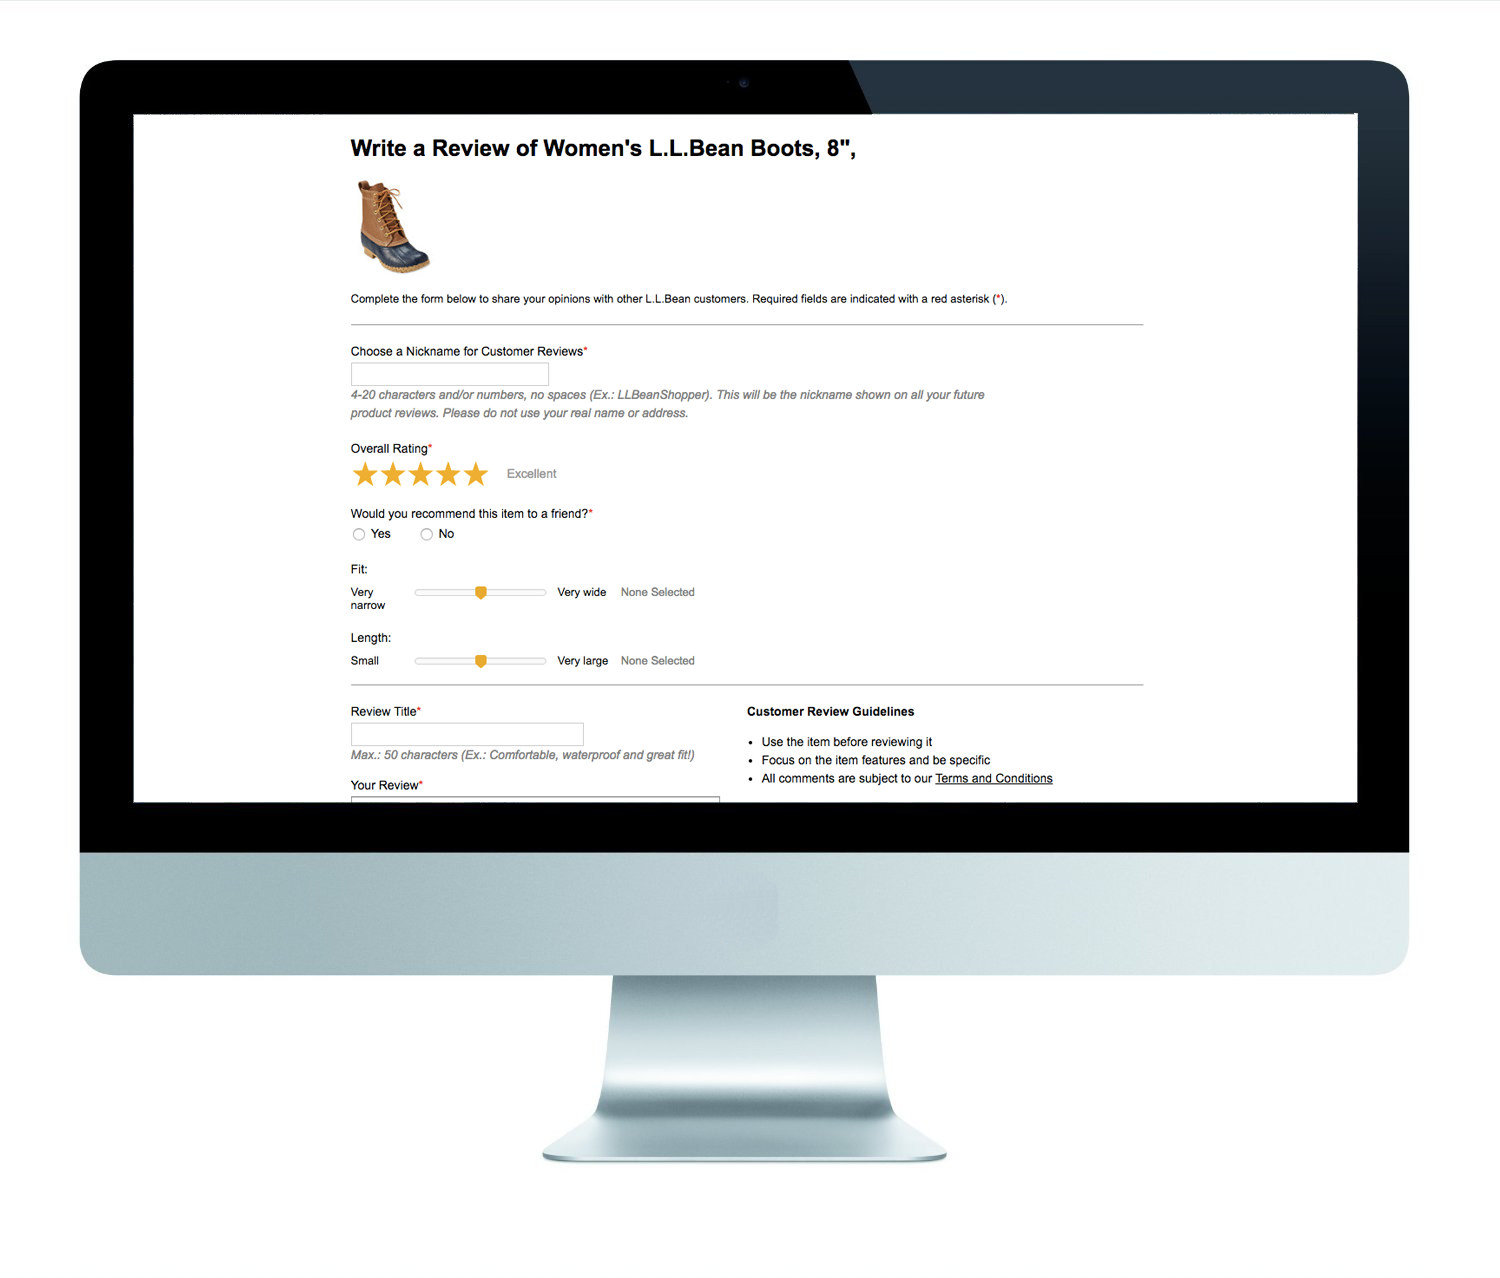 Write a Review of Women's L.L.Bean Boots, 8",
Complete the form below to share your opinions with other L.L.Bean customers. Required fields are indicated with a red asterisk (*).
Choose a Nickname for Customer Reviews*
4-20 characters and/or numbers, no spaces (Ex.: LLBeanShopper). This will be the nickname shown on all your future
product reviews. Please do not use your real name or address.
Overall Rating*
Excellent
Would you recommend this item to a friend?*
Yes No
Fit:
Very narrow Very wide None Selected
Length:
Small Very large None Selected
Review Title*
Max.: 50 characters (Ex.: Comfortable, waterproof and great fit!)
Your Review*
Customer Review Guidelines
• Use the item before reviewing it
• Focus on the item features and be specific
• All comments are subject to our Terms and Conditions